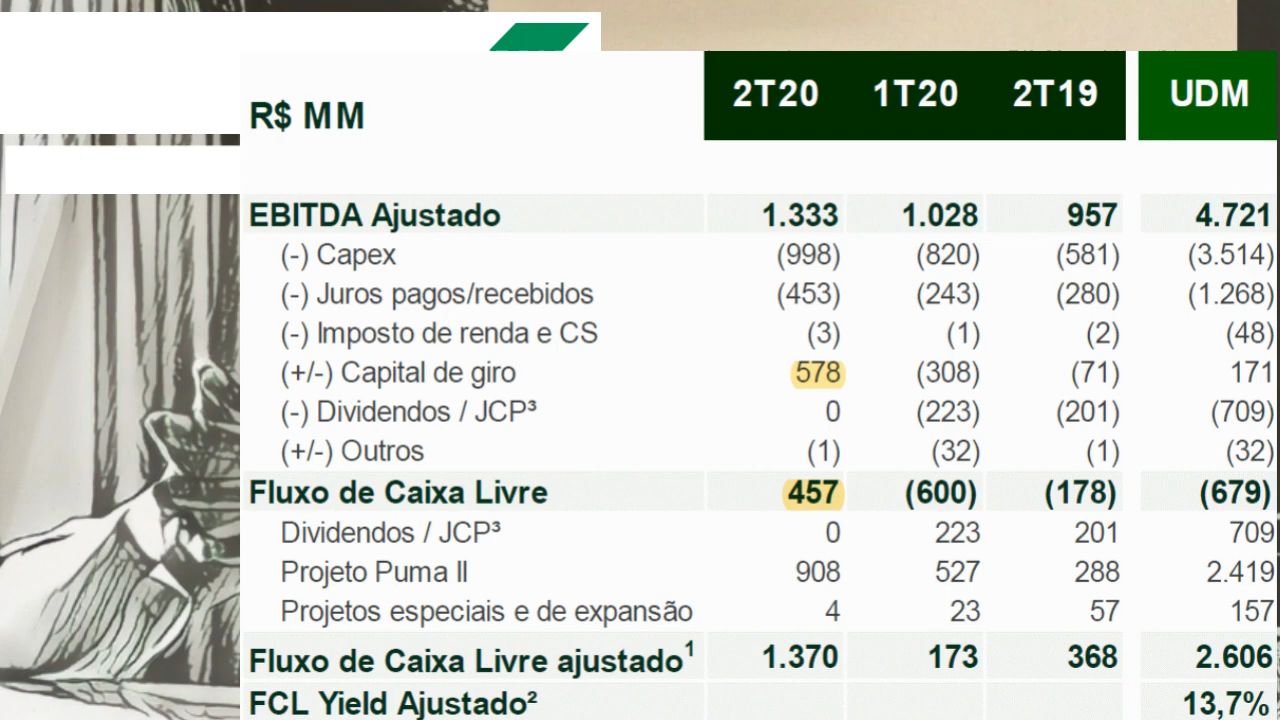 R$ MM 2T20 1T20 2T19 UDM
EBITDA Ajustado 1.333 1.028 957 4.721
(-) Capex (998) (820) (581) (3.514)
(-) Juros pagos/recebidos (453) (243) (280) (1.268)
(-) Imposto de renda e CS (3) (1) (2) (48)
(+/-) Capital de giro 578 (308) (71) 171
(-) Dividendos / JCP³ 0 (223) (201) (709)
(+/-) Outros (1) (32) (1) (32)
Fluxo de Caixa Livre 457 (600) (178) (679)
Dividendos / JCP³ 0 223 201 709
Projeto Puma II 908 527 288 2.419
Projetos especiais e de expansão 4 23 57 157
Fluxo de Caixa Livre ajustado¹ 1.370 173 368 2.606
FCL Yield Ajustado² 13,7%